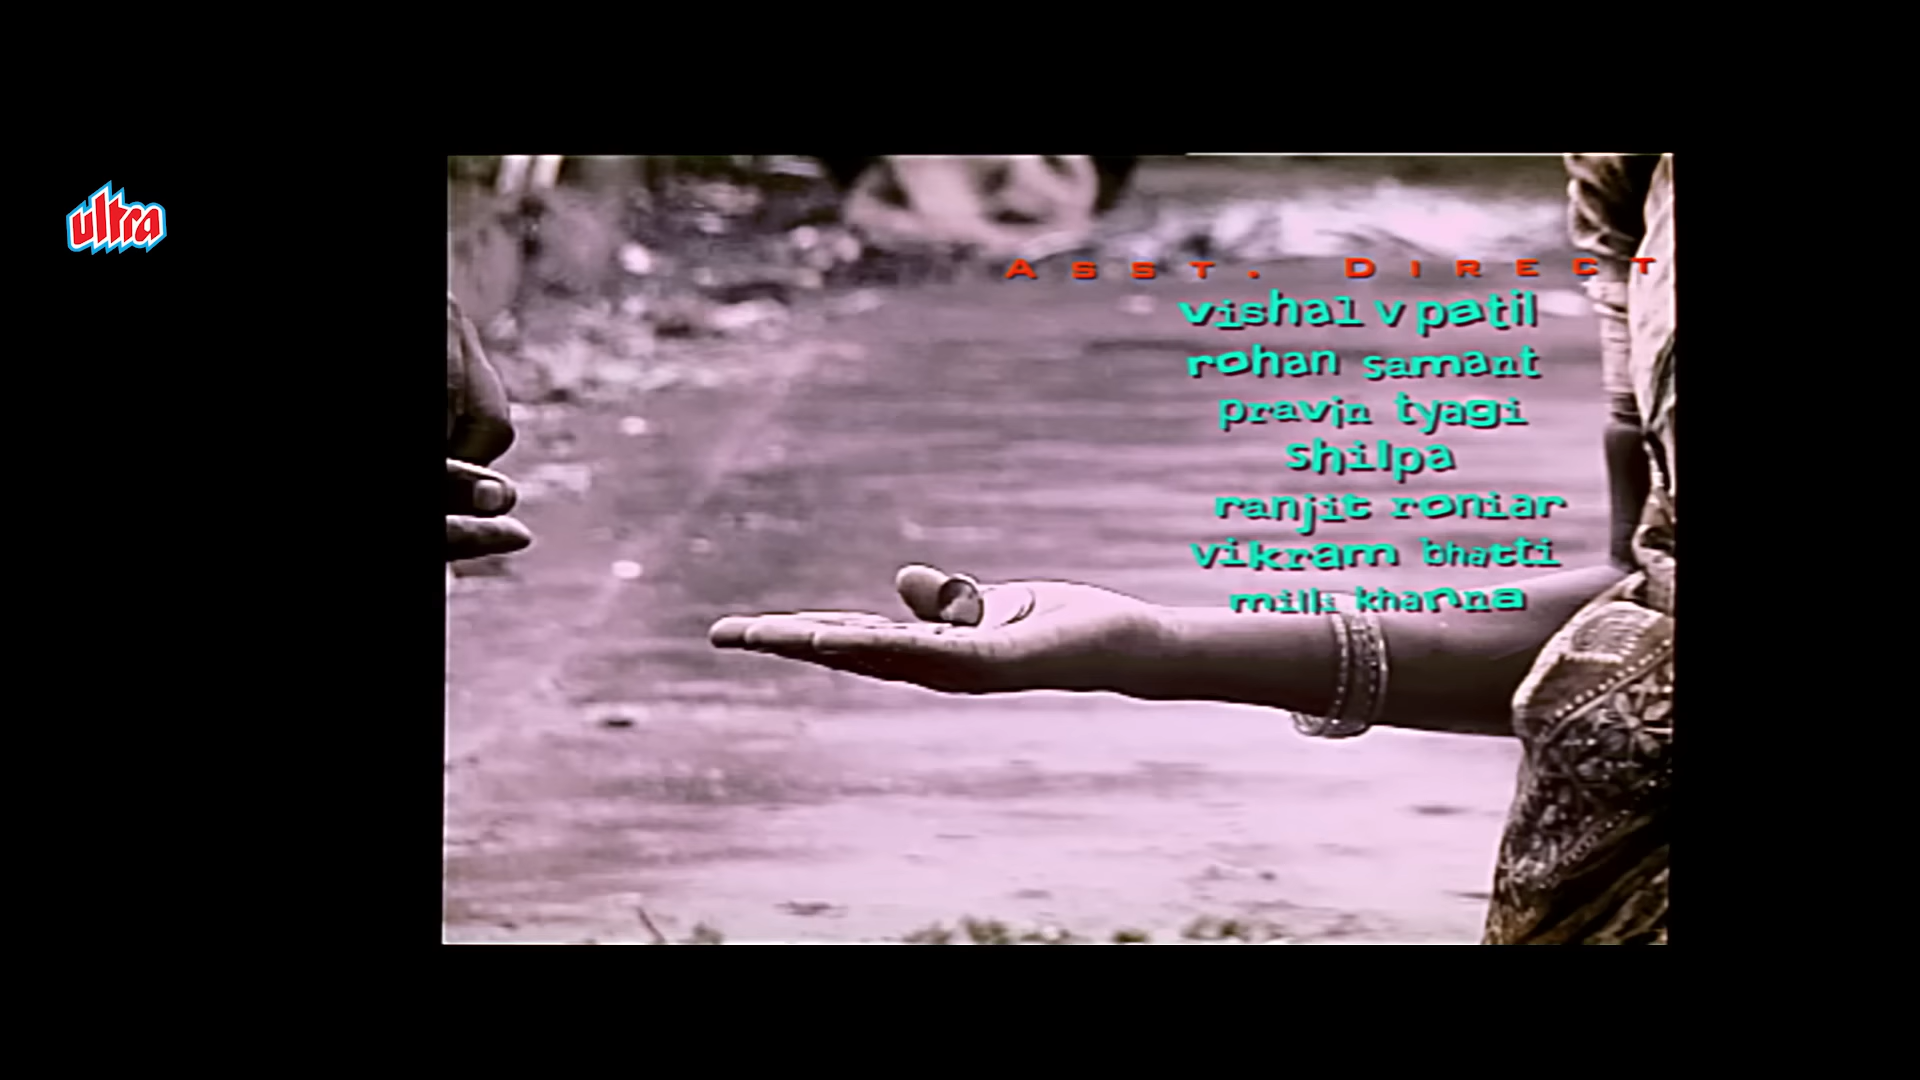 ultra
ASST. DIRECT
vishal v patil
rohan samant
pravin tyagi
shilpa
ranjit roniar
vikram bhatti
milli khanna